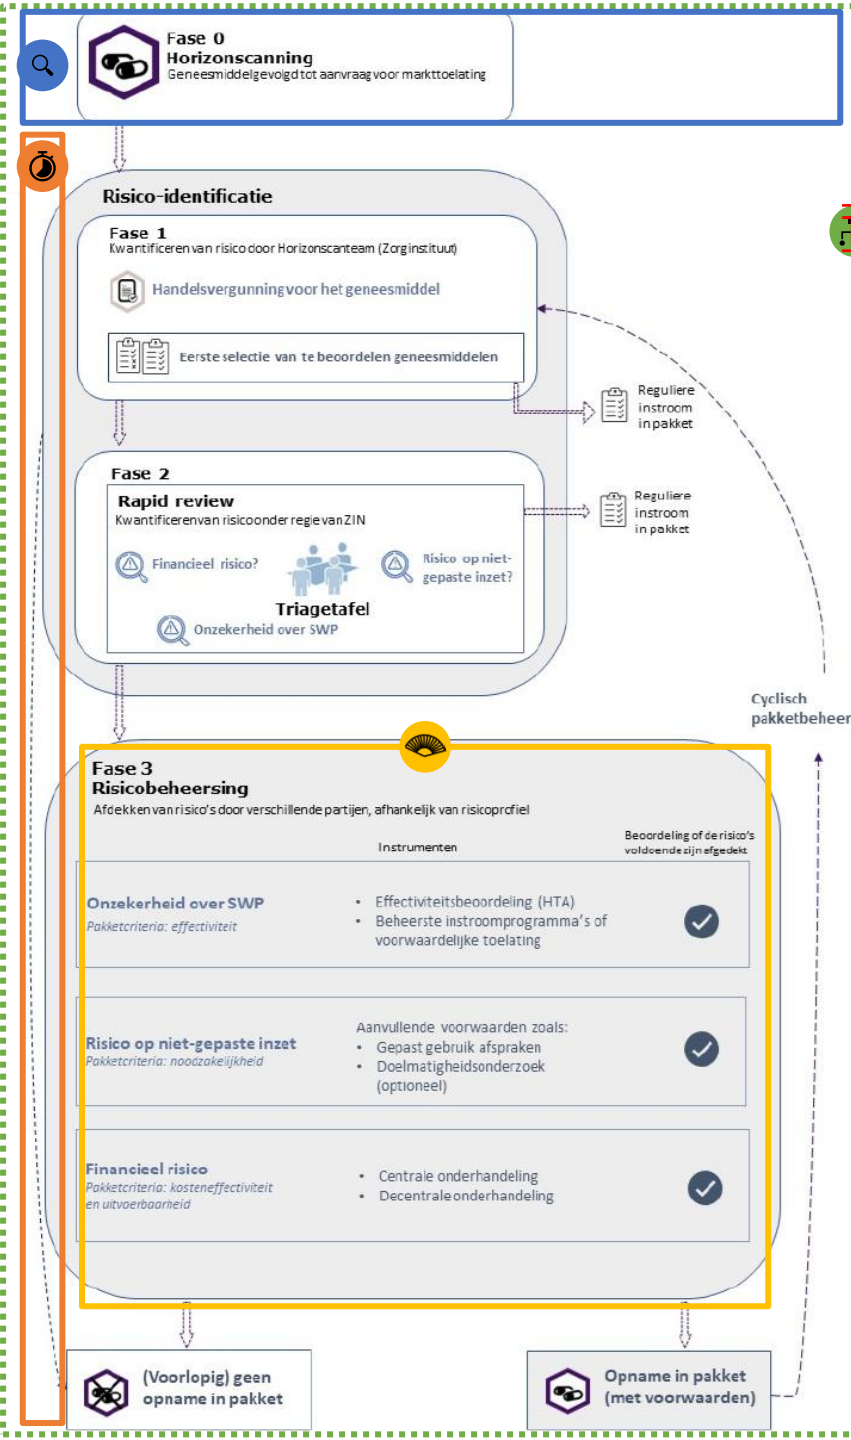 Fase 0
Horizonscanning
Geneesmiddel gevolgd tot aanvraag voor markttoelating
Risico-identificatie
Fase 1
Kwantificeren van risico door Horizonscanteam (Zorginstituut)
Handelsvergunning voor het geneesmiddel
Eerste selectie van te beoordelen geneesmiddelen
Reguliere
instroom
in pakket
Fase 2
Rapid review
Kwantificeren van risico onder regie van ZIN
Reguliere
instroom
in pakket
Financieel risico?
Risico op niet-
gepaste inzet?
Triagetafel
Onzekerheid over SWP
Cyclisch
pakketbeheer
Fase 3
Risicobeheersing
Afdekken van risico's door verschillende partijen, afhankelijk van risicoprofiel
Instrumenten
Beoordeling of de risico's
voldoende zijn afgedekt
Onzekerheid over SWP
Pakketcriteria: effectiviteit
• Effectiviteitsbeoordeling (HTA)
• Beheerste instroomprogramma's of
voorwaardelijke toelating
Risico op niet-gepaste inzet
Pakketcriteria: noodzakelijkheid
Aanvullende voorwaarden zoals:
• Gepast gebruik afspraken
• Doelmatigheidsonderzoek
(optioneel)
Financieel risico
Pakketcriteria: kosteneffectiviteit
en uitvoerbaarheid
• Centrale onderhandeling
• Decentrale onderhandeling
(Voorlopig) geen
opname in pakket
Opname in pakket
(met voorwaarden)